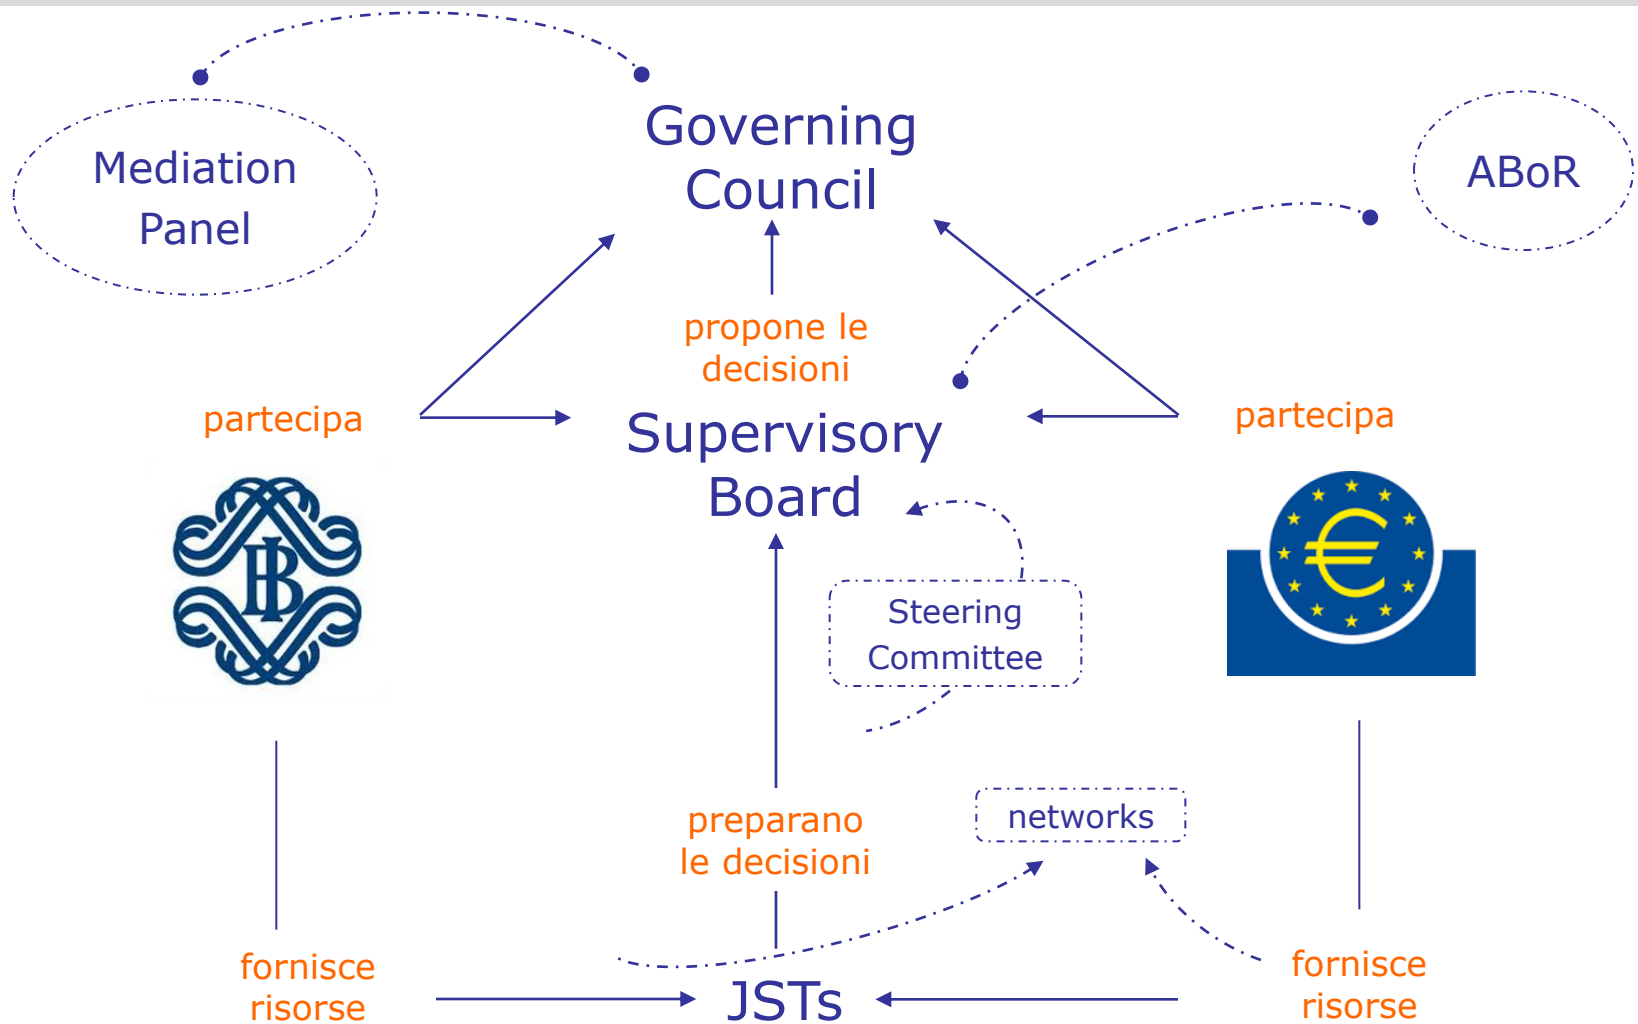 Governing
Council
Mediation
Panel
ABoR
propone le
decisioni
partecipa
partecipa
Supervisory
Board
Steering
Committee
networks
preparano
le decisioni
fornisce
risorse
fornisce
risorse
JSTs